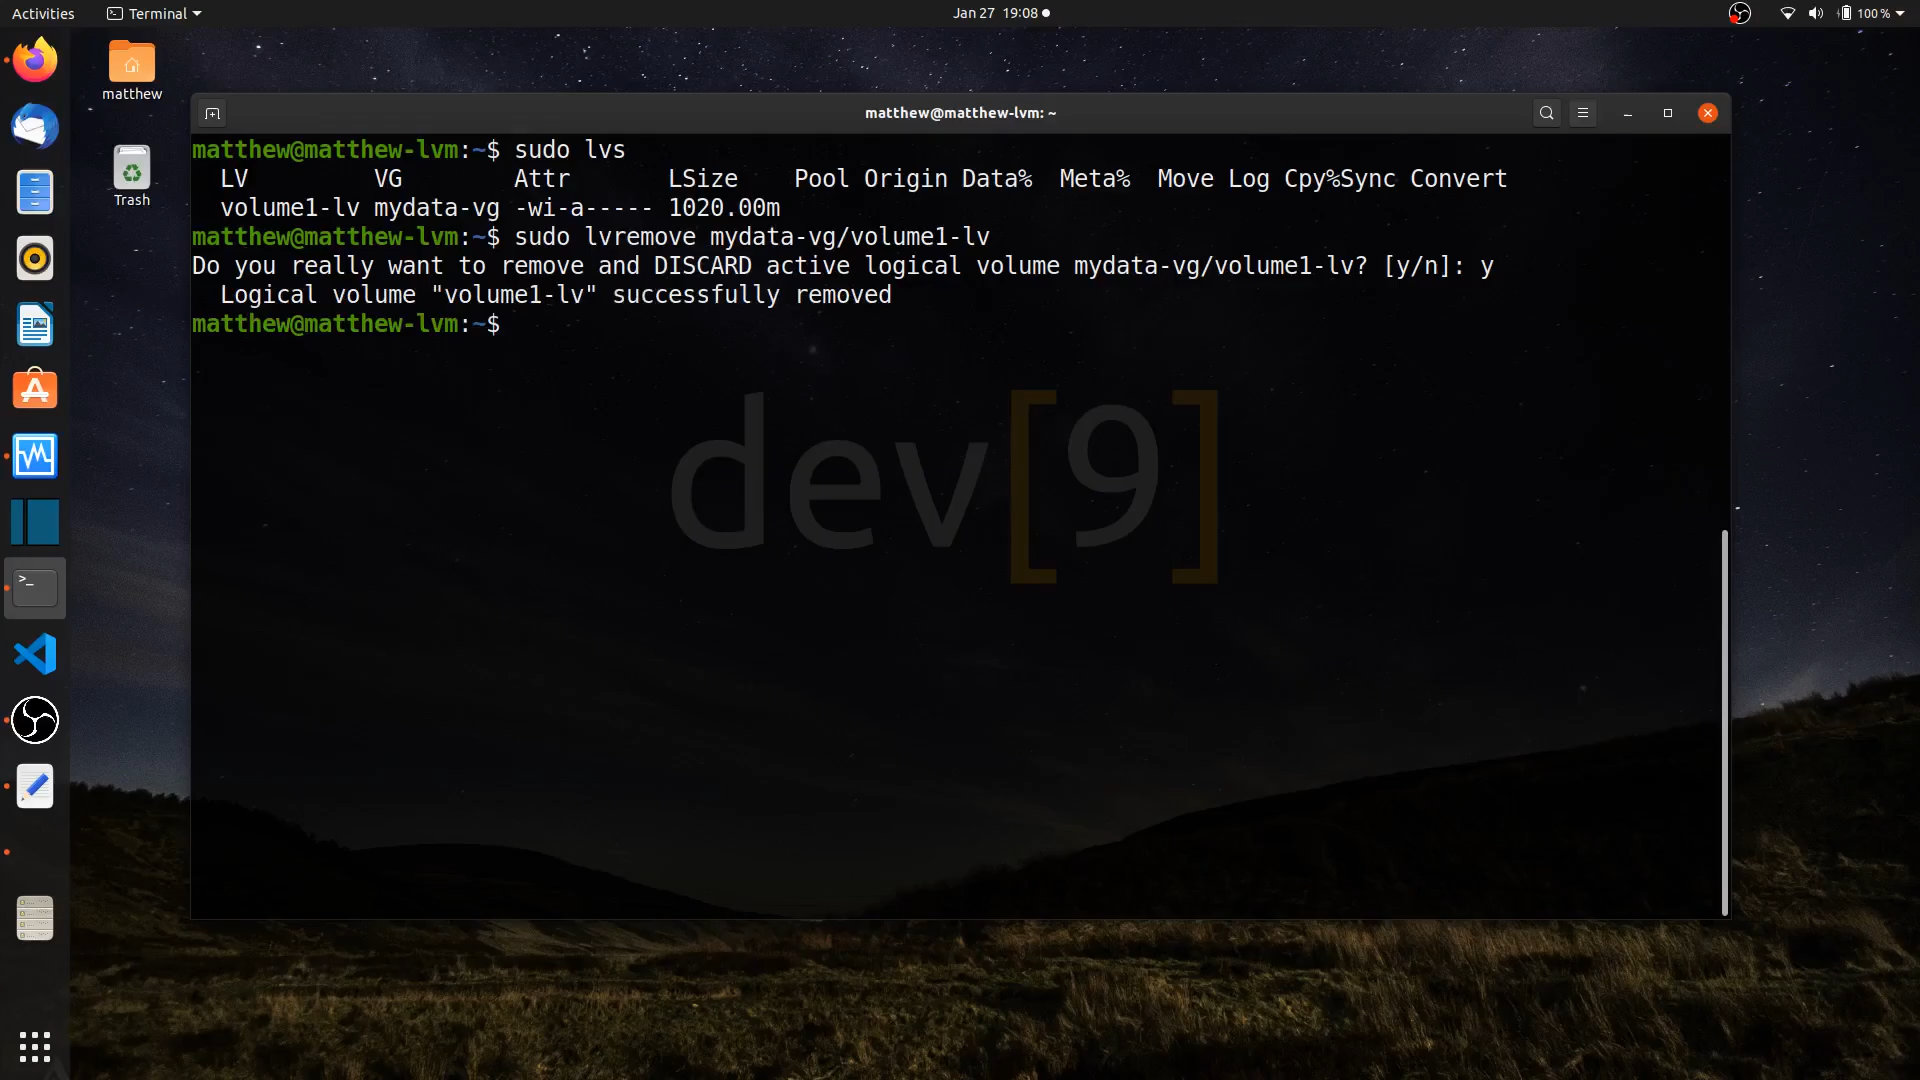 Activities
Terminal
Jan 27 19:08
100 %
matthew
Trash
matthew@matthew-lvm: ~
matthew@matthew-lvm:~$ sudo lvs
LV VG Attr LSize Pool Origin Data% Meta% Move Log Cpy%Sync Convert
volume1-lv mydata-vg -wi-a----- 1020.00m
matthew@matthew-lvm:~$ sudo lvremove mydata-vg/volume1-lv
Do you really want to remove and DISCARD active logical volume mydata-vg/volume1-lv? [y/n]: y
Logical volume "volume1-lv" successfully removed
matthew@matthew-lvm:~$
dev[9]